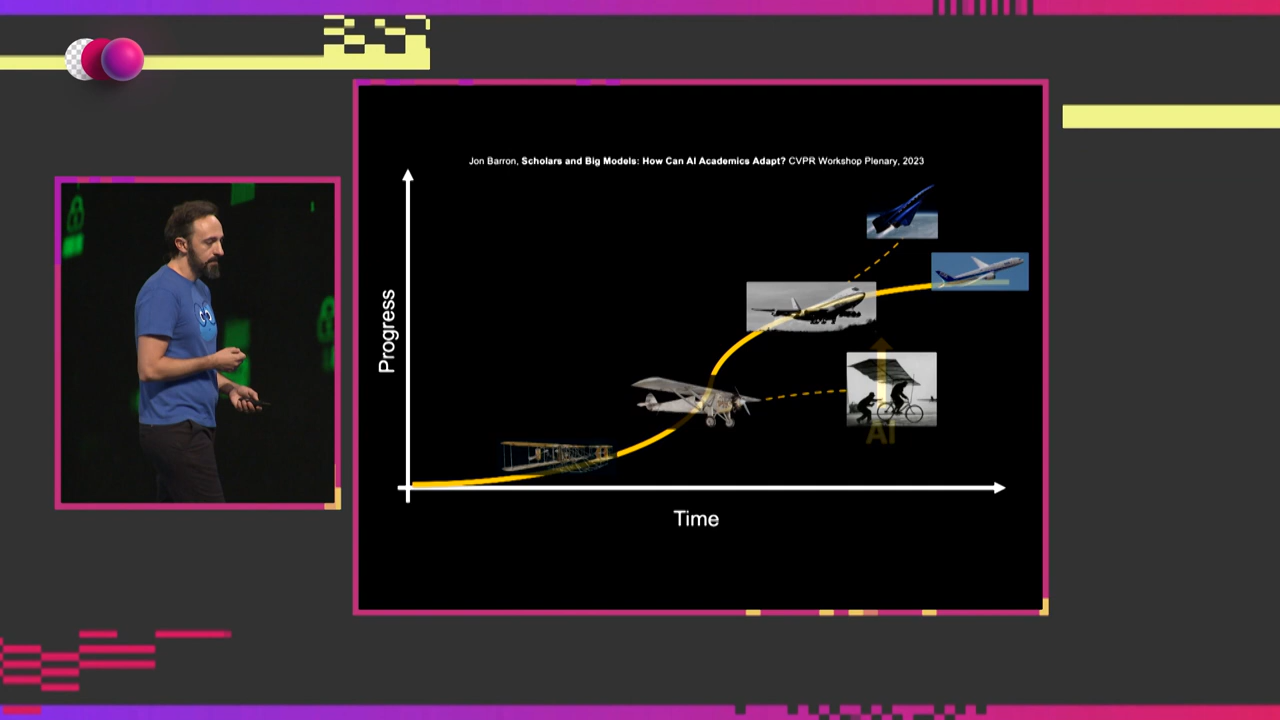 Jon Barron, Scholars and Big Models: How Can AI Academics Adapt? CVPR Workshop Plenary, 2023
Progress
AI
Time